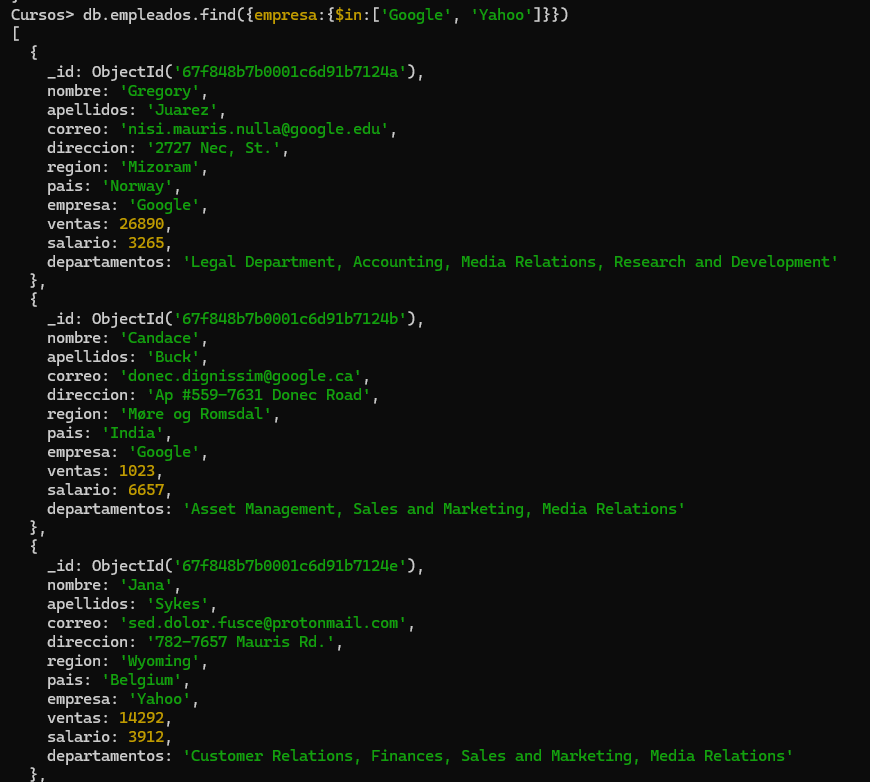 Cursos> db.empleados.find({empresa:{$in:['Google', 'Yahoo']}})
[
  {
    _id: ObjectId('67f848b7b0001c6d91b7124a'),
    nombre: 'Gregory',
    apellidos: 'Juarez',
    correo: 'nisi.mauris.nulla@google.edu',
    direccion: '2727 Nec, St.',
    region: 'Mizoram',
    pais: 'Norway',
    empresa: 'Google',
    ventas: 26890,
    salario: 3265,
    departamentos: 'Legal Department, Accounting, Media Relations, Research and Development'
  },
  {
    _id: ObjectId('67f848b7b0001c6d91b7124b'),
    nombre: 'Candace',
    apellidos: 'Buck',
    correo: 'donec.dignissim@google.ca',
    direccion: 'Ap #559-7631 Donec Road',
    region: 'Møre og Romsdal',
    pais: 'India',
    empresa: 'Google',
    ventas: 1023,
    salario: 6657,
    departamentos: 'Asset Management, Sales and Marketing, Media Relations'
  },
  {
    _id: ObjectId('67f848b7b0001c6d91b7124e'),
    nombre: 'Jana',
    apellidos: 'Sykes',
    correo: 'sed.dolor.fusce@protonmail.com',
    direccion: '782-7657 Mauris Rd.',
    region: 'Wyoming',
    pais: 'Belgium',
    empresa: 'Yahoo',
    ventas: 14292,
    salario: 3912,
    departamentos: 'Customer Relations, Finances, Sales and Marketing, Media Relations'
  },